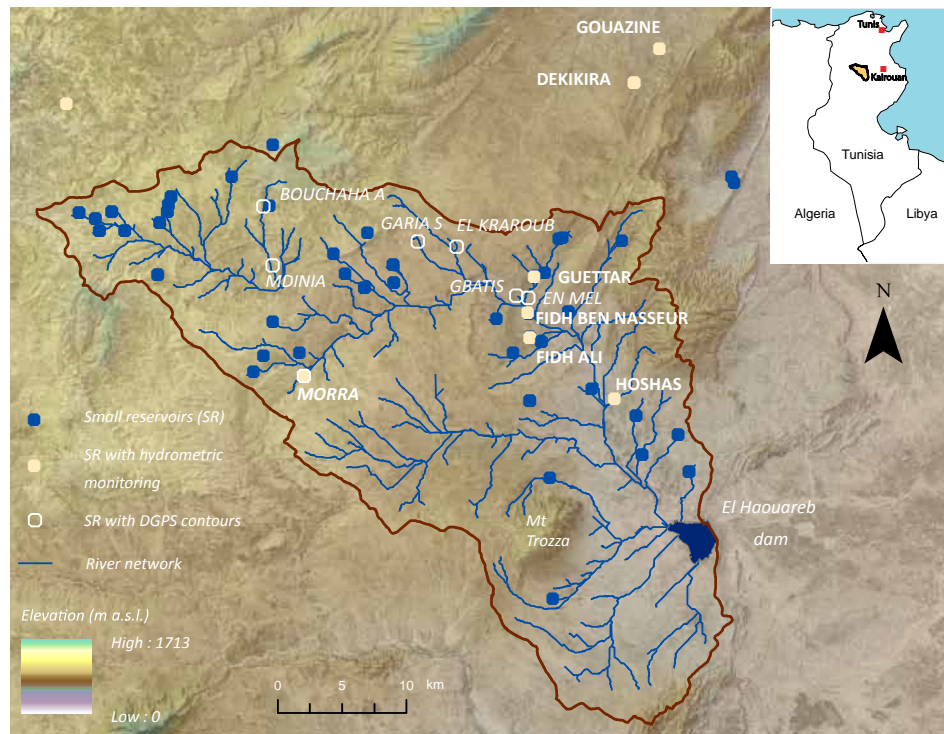 GOUAZINE
DEKIKIRA
Tunis
Kairouan
Tunisia
Algeria
Libya
BOUCHAHA A
GARIA S
EL KRAROUB
MDINIA
GBATIS
GUETTAR
EN MEL
FIDH BEN NASSEUR
FIDH ALI
MORRA
HOSHAS
N
Small reservoirs (SR)
SR with hydrometric
monitoring
SR with DGPS contours
River network
Mt
Trozza
El Haouareb
dam
Elevation (m a.s.l.)
High : 1713
Low : 0
0 5 10 km